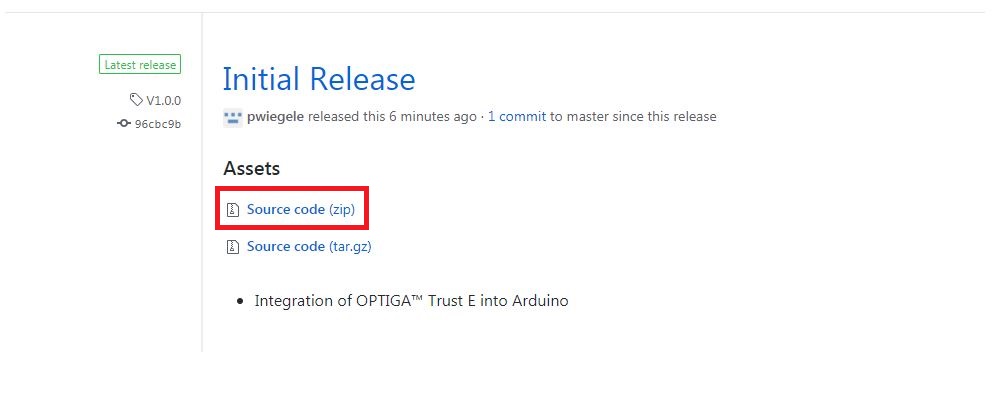 Latest release
V1.0.0
96cbc9b
Initial Release
pwiegele released this 6 minutes ago · 1 commit to master since this release
Assets
Source code (zip)
Source code (tar.gz)
• Integration of OPTIGA™ Trust E into Arduino